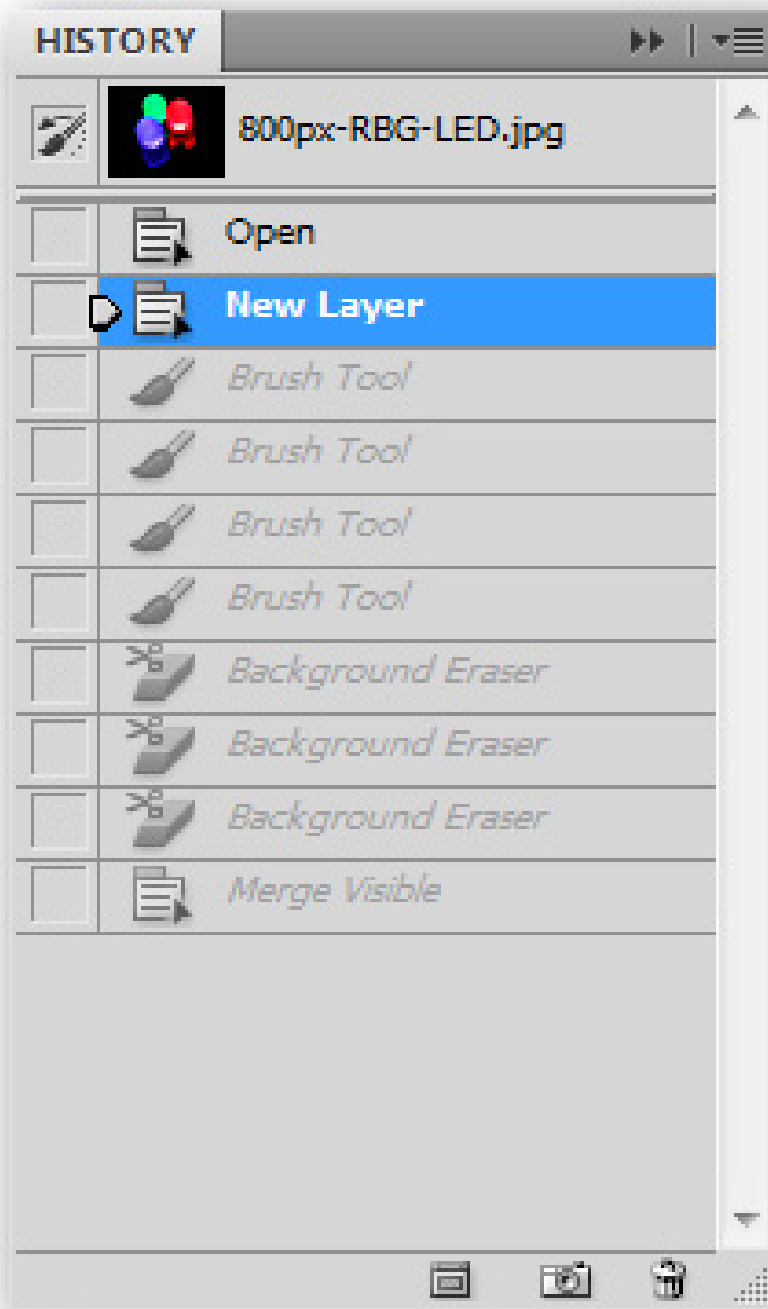 HISTORY
800px-RBG-LED.jpg
Open
New Layer
Brush Tool
Brush Tool
Brush Tool
Brush Tool
Background Eraser
Background Eraser
Background Eraser
Merge Visible